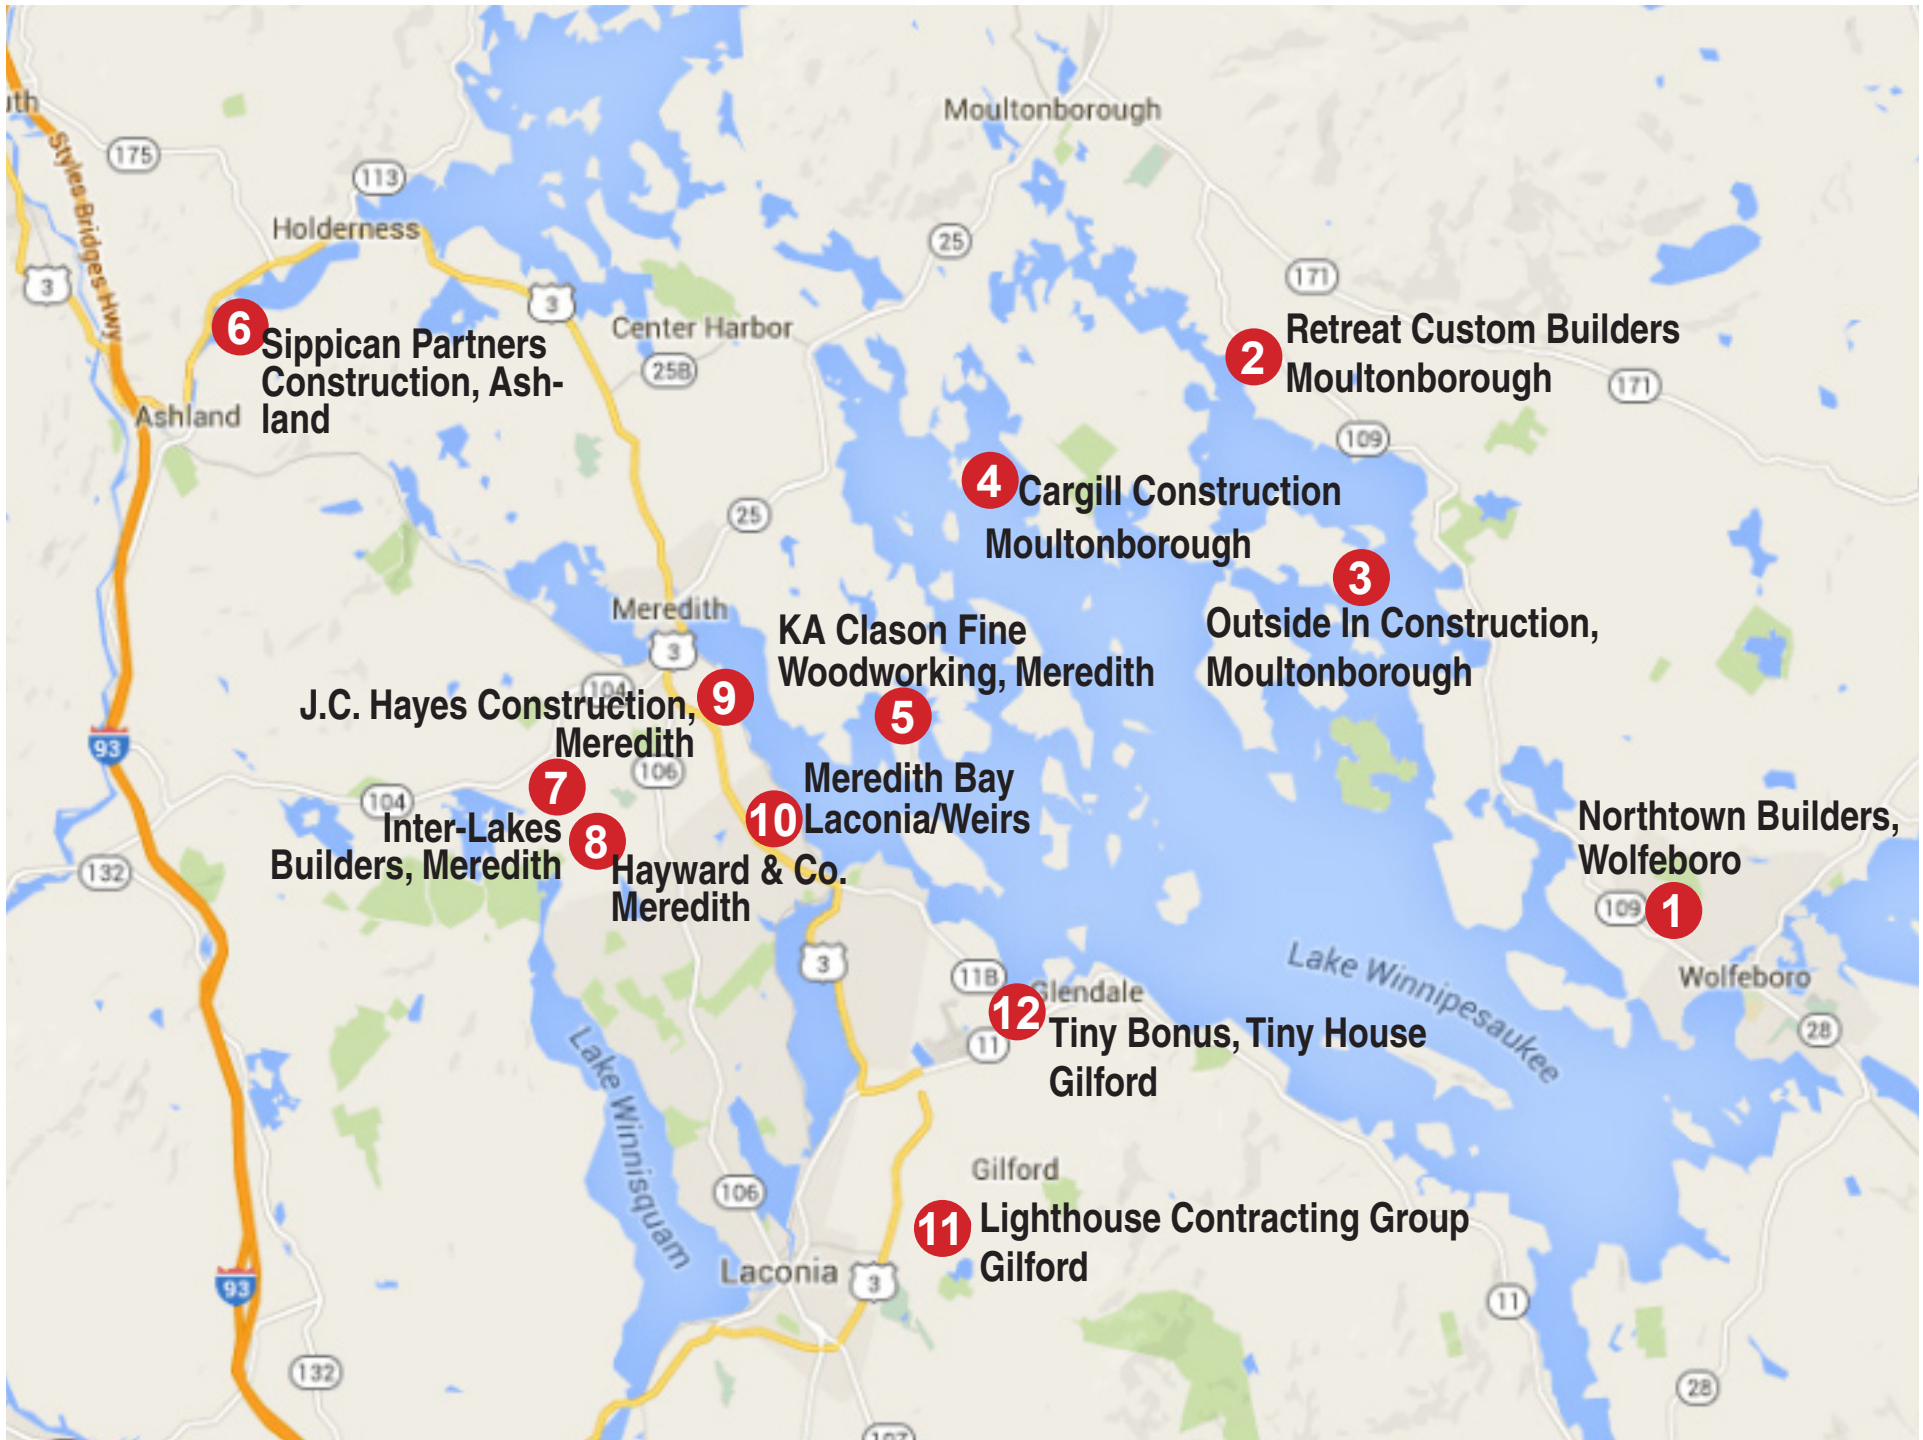 uth
Moultonborough
175
113
Holderness
25
171
3
3
Center Harbor
25B
Styles Bridges Hwy
6
Sippican Partners
Construction, Ash-
land
Ashland
2
Retreat Custom Builders
Moultonborough
171
109
4
Cargill Construction
Moultonborough
25
3
Outside In Construction,
Moultonborough
Meredith
3
KA Clason Fine
Woodworking, Meredith
5
104
9
J.C. Hayes Construction,
Meredith
93
106
7
104
Inter-Lakes
Builders, Meredith
8
Hayward & Co.
Meredith
10
Meredith Bay
Laconia/Weirs
132
Northtown Builders,
Wolfeboro
109
1
Wolfeboro
28
3
11B
Glendale
12
Tiny Bonus, Tiny House
Gilford
11
Lake Winnipesaukee
Lake Winnisquam
Gilford
106
11
Lighthouse Contracting Group
Gilford
Laconia
3
93
11
132
28
107